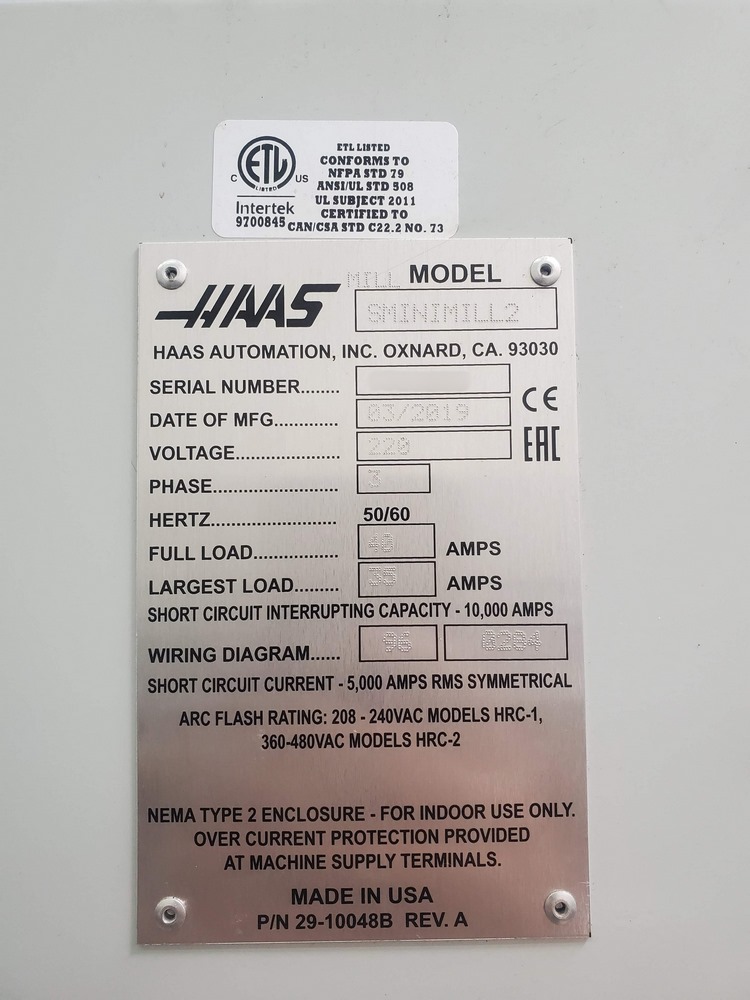 ETL LISTED
CONFORMS TO
NFPA STD 79
ANSI/UL STD 508
UL SUBJECT 2011
CERTIFIED TO
CAN/CSA STD C22.2 NO. 73
C ETL US
LISTED
Intertek
9700845
HAAS
MILL MODEL
SMINIMILL2
HAAS AUTOMATION, INC. OXNARD, CA. 93030
SERIAL NUMBER........
DATE OF MFG............. 03/2019
CE
VOLTAGE..................... 220
EAC
PHASE......................... 3
HERTZ......................... 50/60
FULL LOAD................. 40 AMPS
LARGEST LOAD......... 35 AMPS
SHORT CIRCUIT INTERRUPTING CAPACITY - 10,000 AMPS
WIRING DIAGRAM...... 96 0284
SHORT CIRCUIT CURRENT - 5,000 AMPS RMS SYMMETRICAL
ARC FLASH RATING: 208 - 240VAC MODELS HRC-1,
360-480VAC MODELS HRC-2
NEMA TYPE 2 ENCLOSURE - FOR INDOOR USE ONLY.
OVER CURRENT PROTECTION PROVIDED
AT MACHINE SUPPLY TERMINALS.
MADE IN USA
P/N 29-10048B REV. A